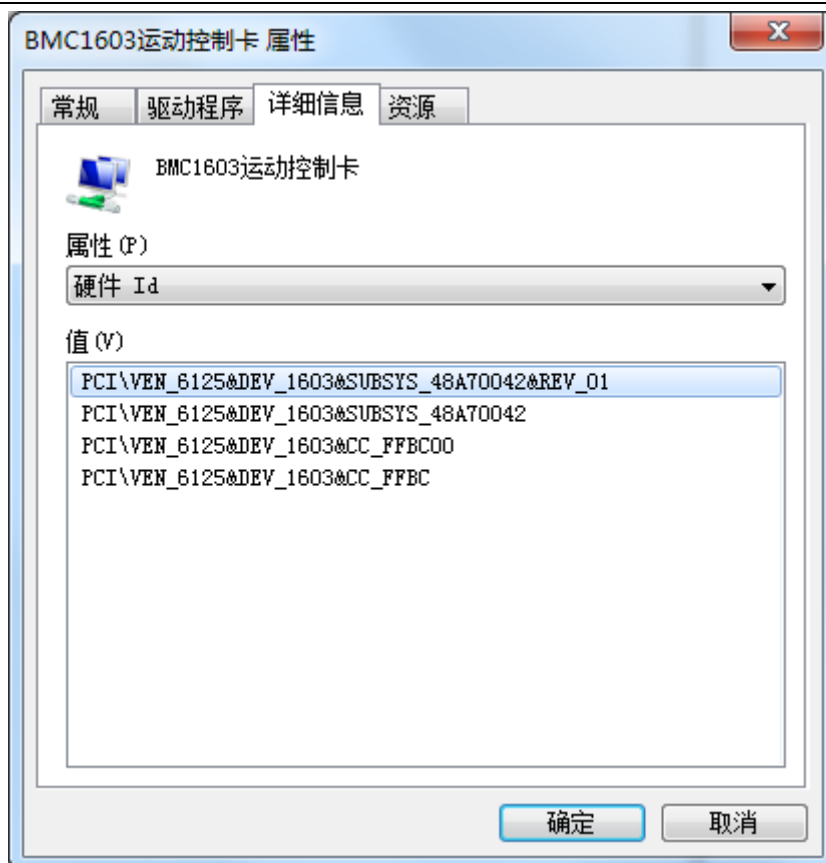 BMC1603运动控制卡 属性
常规 驱动程序 详细信息 资源
BMC1603运动控制卡
属性(P)
硬件 Id
值(V)
PCI\VEN_6125&DEV_1603&SUBSYS_48A70042&REV_01
PCI\VEN_6125&DEV_1603&SUBSYS_48A70042
PCI\VEN_6125&DEV_1603&CC_FFBC00
PCI\VEN_6125&DEV_1603&CC_FFBC
确定 取消